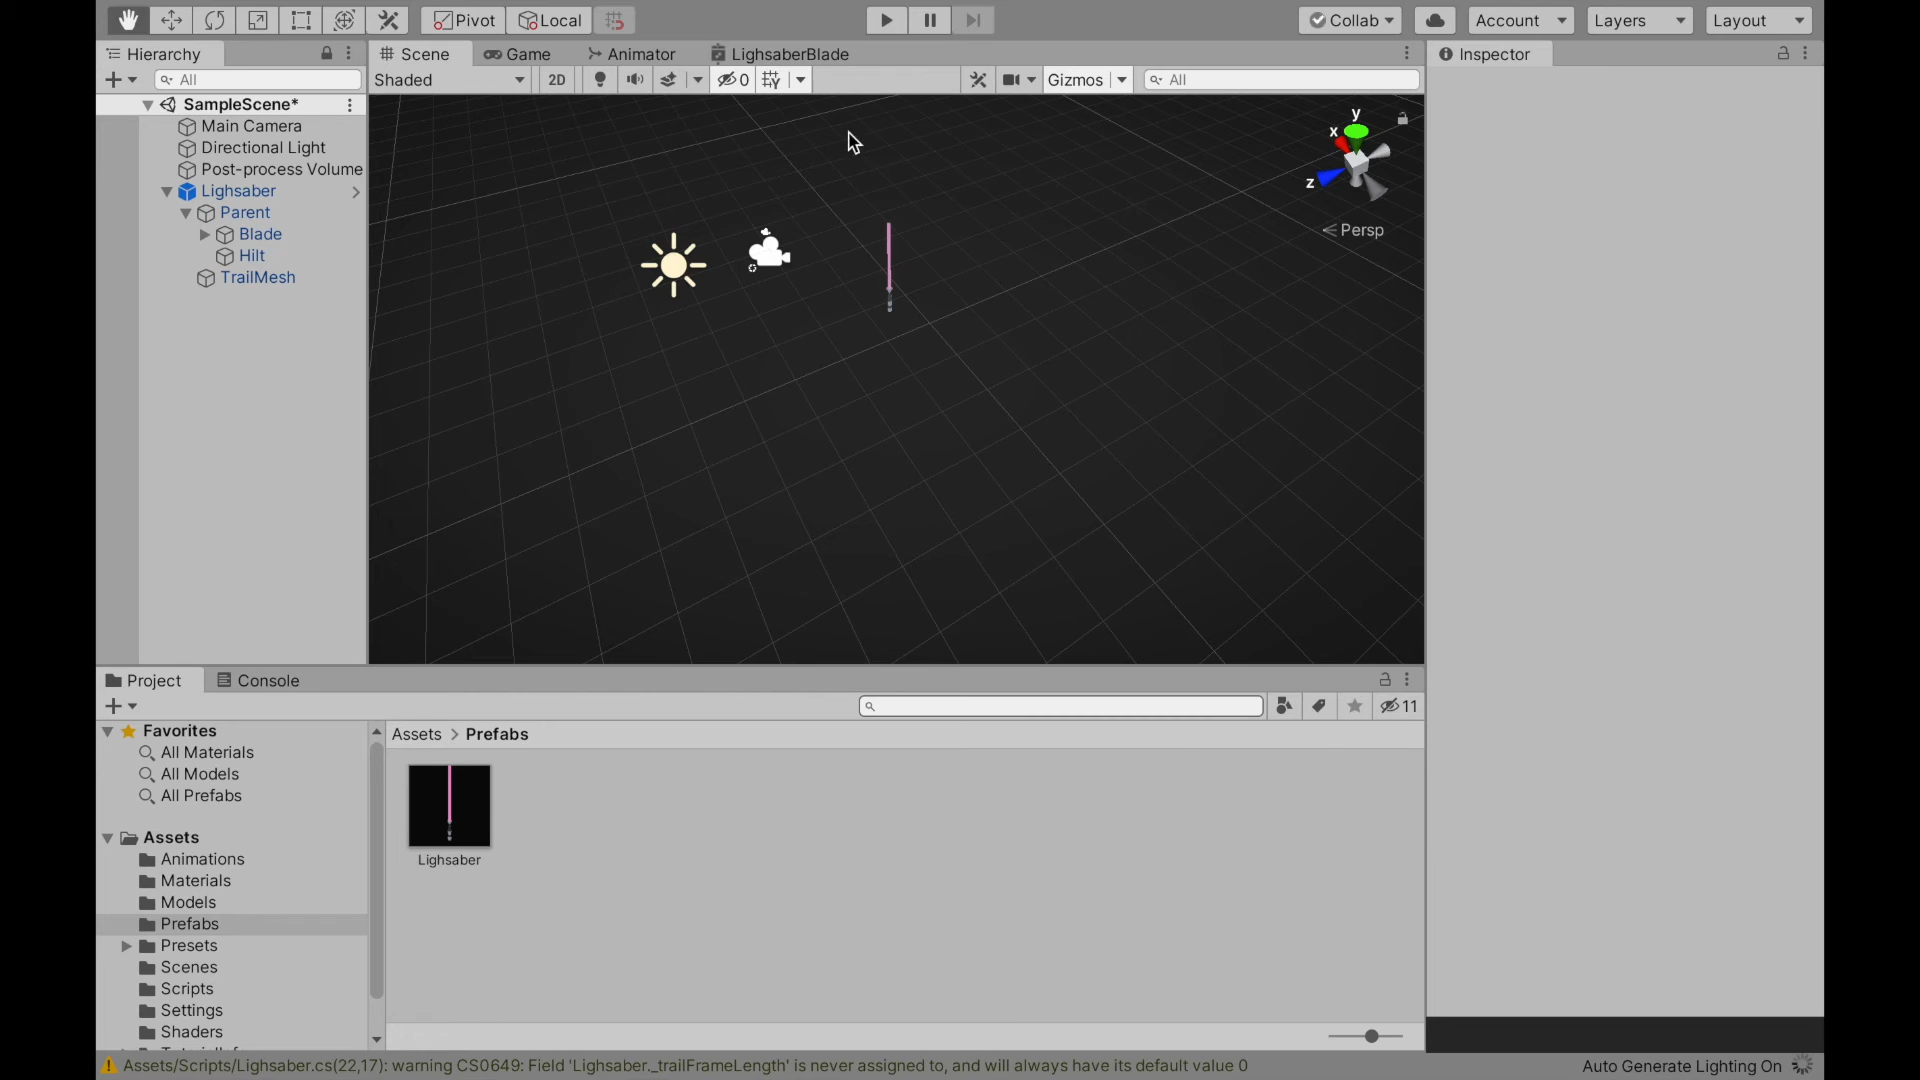 Pivot
Local
Collab
Account
Layers
Layout
Hierarchy
Scene
Game
Animator
LighsaberBlade
Inspector
All
Shaded
2D
0
Gizmos
All
SampleScene*
Main Camera
Directional Light
Post-process Volume
Lighsaber
Parent
Blade
Hilt
TrailMesh
y
x
z
Persp
Project
Console
11
Favorites
All Materials
All Models
All Prefabs
Assets
Animations
Materials
Models
Prefabs
Presets
Scenes
Scripts
Settings
Shaders
Assets > Prefabs
Lighsaber
Assets/Scripts/Lighsaber.cs(22,17): warning CS0649: Field 'Lighsaber._trailFrameLength' is never assigned to, and will always have its default value 0
Auto Generate Lighting On